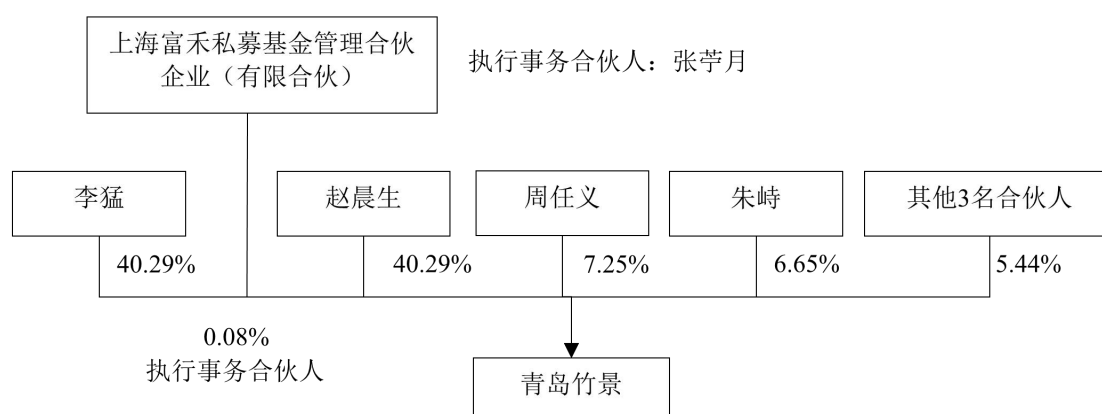 上海富禾私募基金管理合伙
企业（有限合伙）
执行事务合伙人：张苧月
李猛
赵晨生
周任义
朱峙
其他3名合伙人
40.29%
40.29%
7.25%
6.65%
5.44%
0.08%
执行事务合伙人
青岛竹景